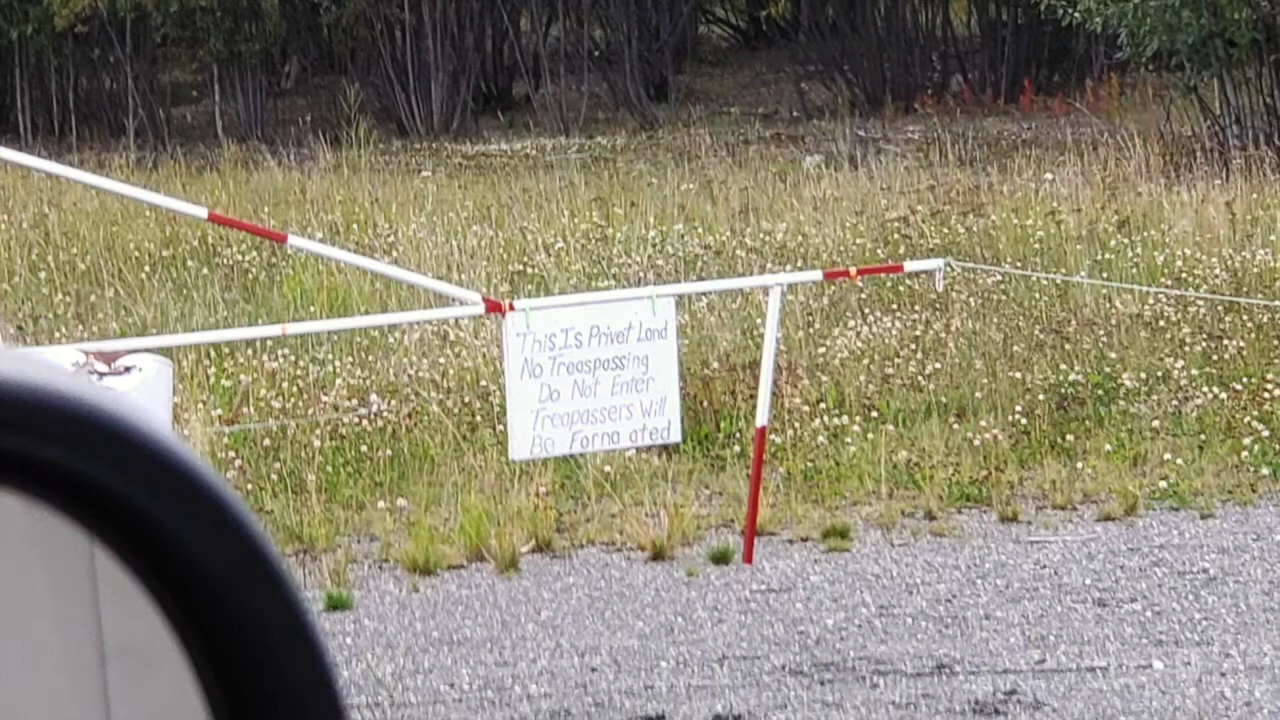 This Is Privet Land
No Treaspassing
Do Not Enter
Treapassers Will
Be Forna ated